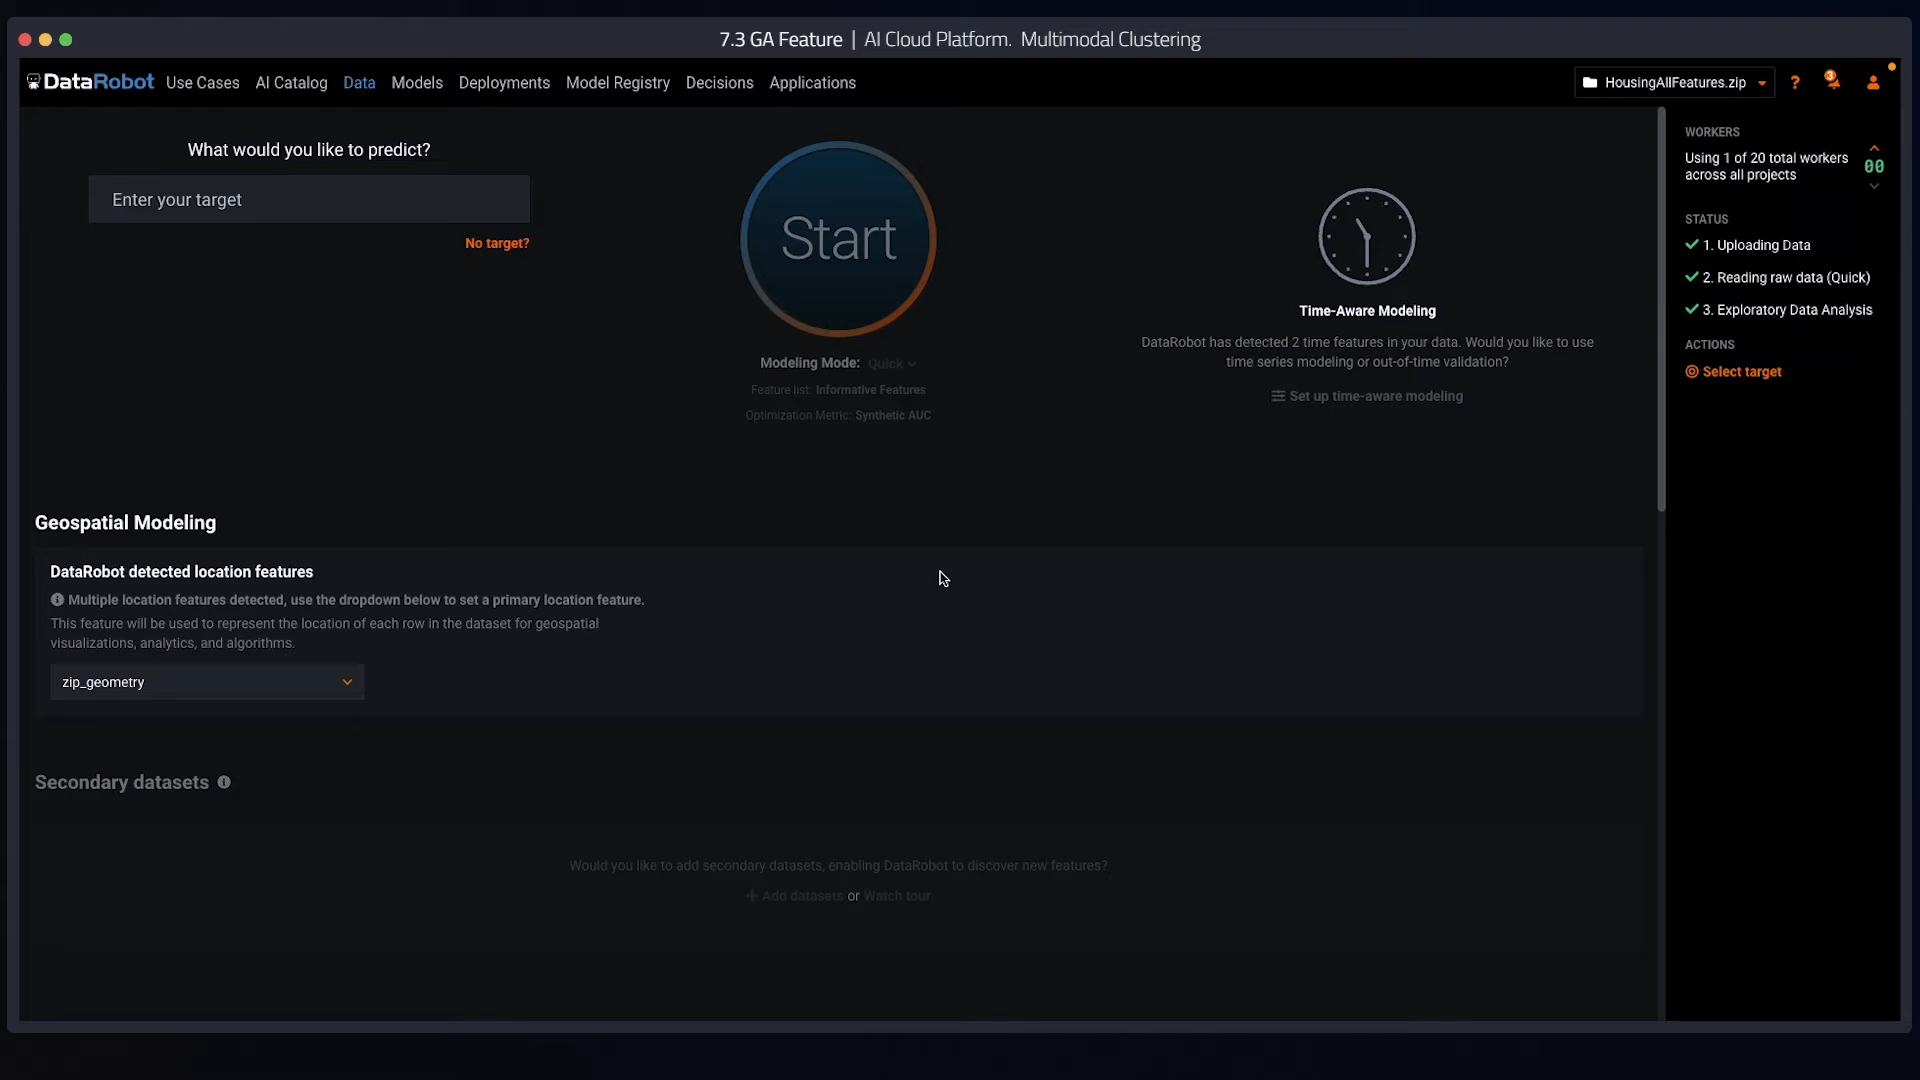 7.3 GA Feature | AI Cloud Platform. Multimodal Clustering
DataRobot Use Cases AI Catalog Data Models Deployments Model Registry Decisions Applications
HousingAllFeatures.zip ? 3
What would you like to predict?
Enter your target
No target?
Start
Modeling Mode: Quick
Feature list: Informative Features
Optimization Metric: Synthetic AUC
Time-Aware Modeling
DataRobot has detected 2 time features in your data. Would you like to use
time series modeling or out-of-time validation?
Set up time-aware modeling
Geospatial Modeling
DataRobot detected location features
Multiple location features detected, use the dropdown below to set a primary location feature.
This feature will be used to represent the location of each row in the dataset for geospatial
visualizations, analytics, and algorithms.
zip_geometry
Secondary datasets
Would you like to add secondary datasets, enabling DataRobot to discover new features?
+ Add datasets or Watch tour
WORKERS
Using 1 of 20 total workers
across all projects
00
STATUS
1. Uploading Data
2. Reading raw data (Quick)
3. Exploratory Data Analysis
ACTIONS
Select target